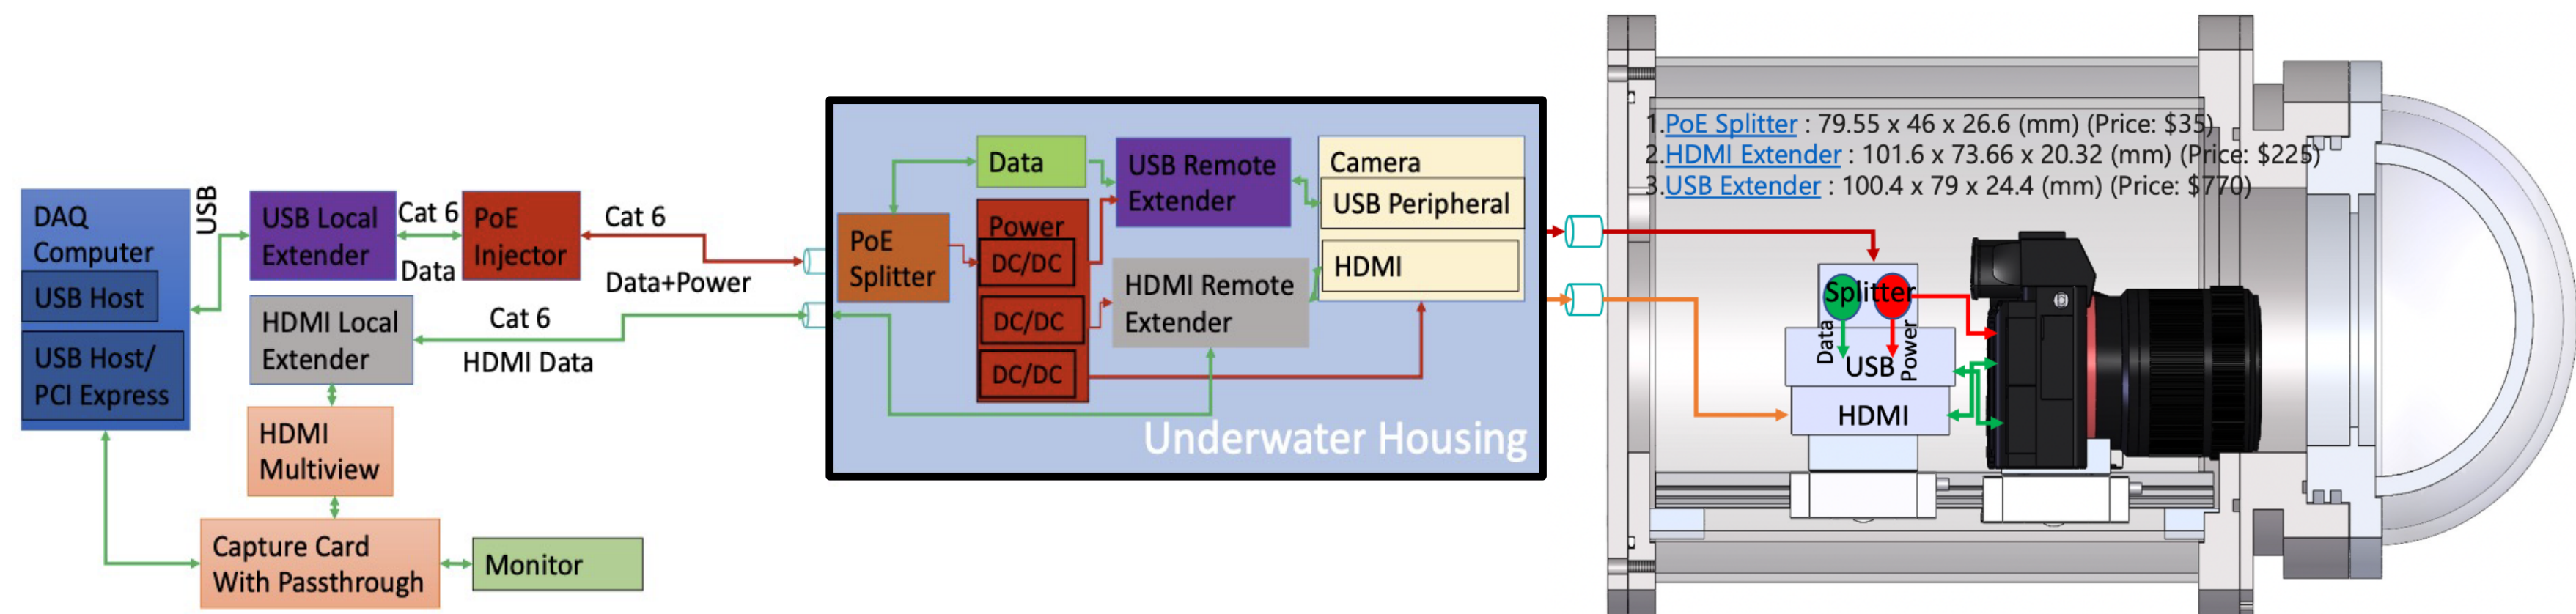 DAQ
Computer
USB Host
USB Host/
PCI Express
USB
USB Local
Extender
Cat 6
Data
PoE
Injector
Cat 6
Data+Power
HDMI Local
Extender
Cat 6
HDMI Data
HDMI
Multiview
Capture Card
With Passthrough
Monitor
PoE
Splitter
Data
Power
DC/DC
DC/DC
DC/DC
USB Remote
Extender
HDMI Remote
Extender
Camera
USB Peripheral
HDMI
Underwater Housing
1.PoE Splitter : 79.55 x 46 x 26.6 (mm) (Price: $35)
2.HDMI Extender : 101.6 x 73.66 x 20.32 (mm) (Price: $225)
3.USB Extender : 100.4 x 79 x 24.4 (mm) (Price: $770)
Splitter
Data
Power
USB
HDMI